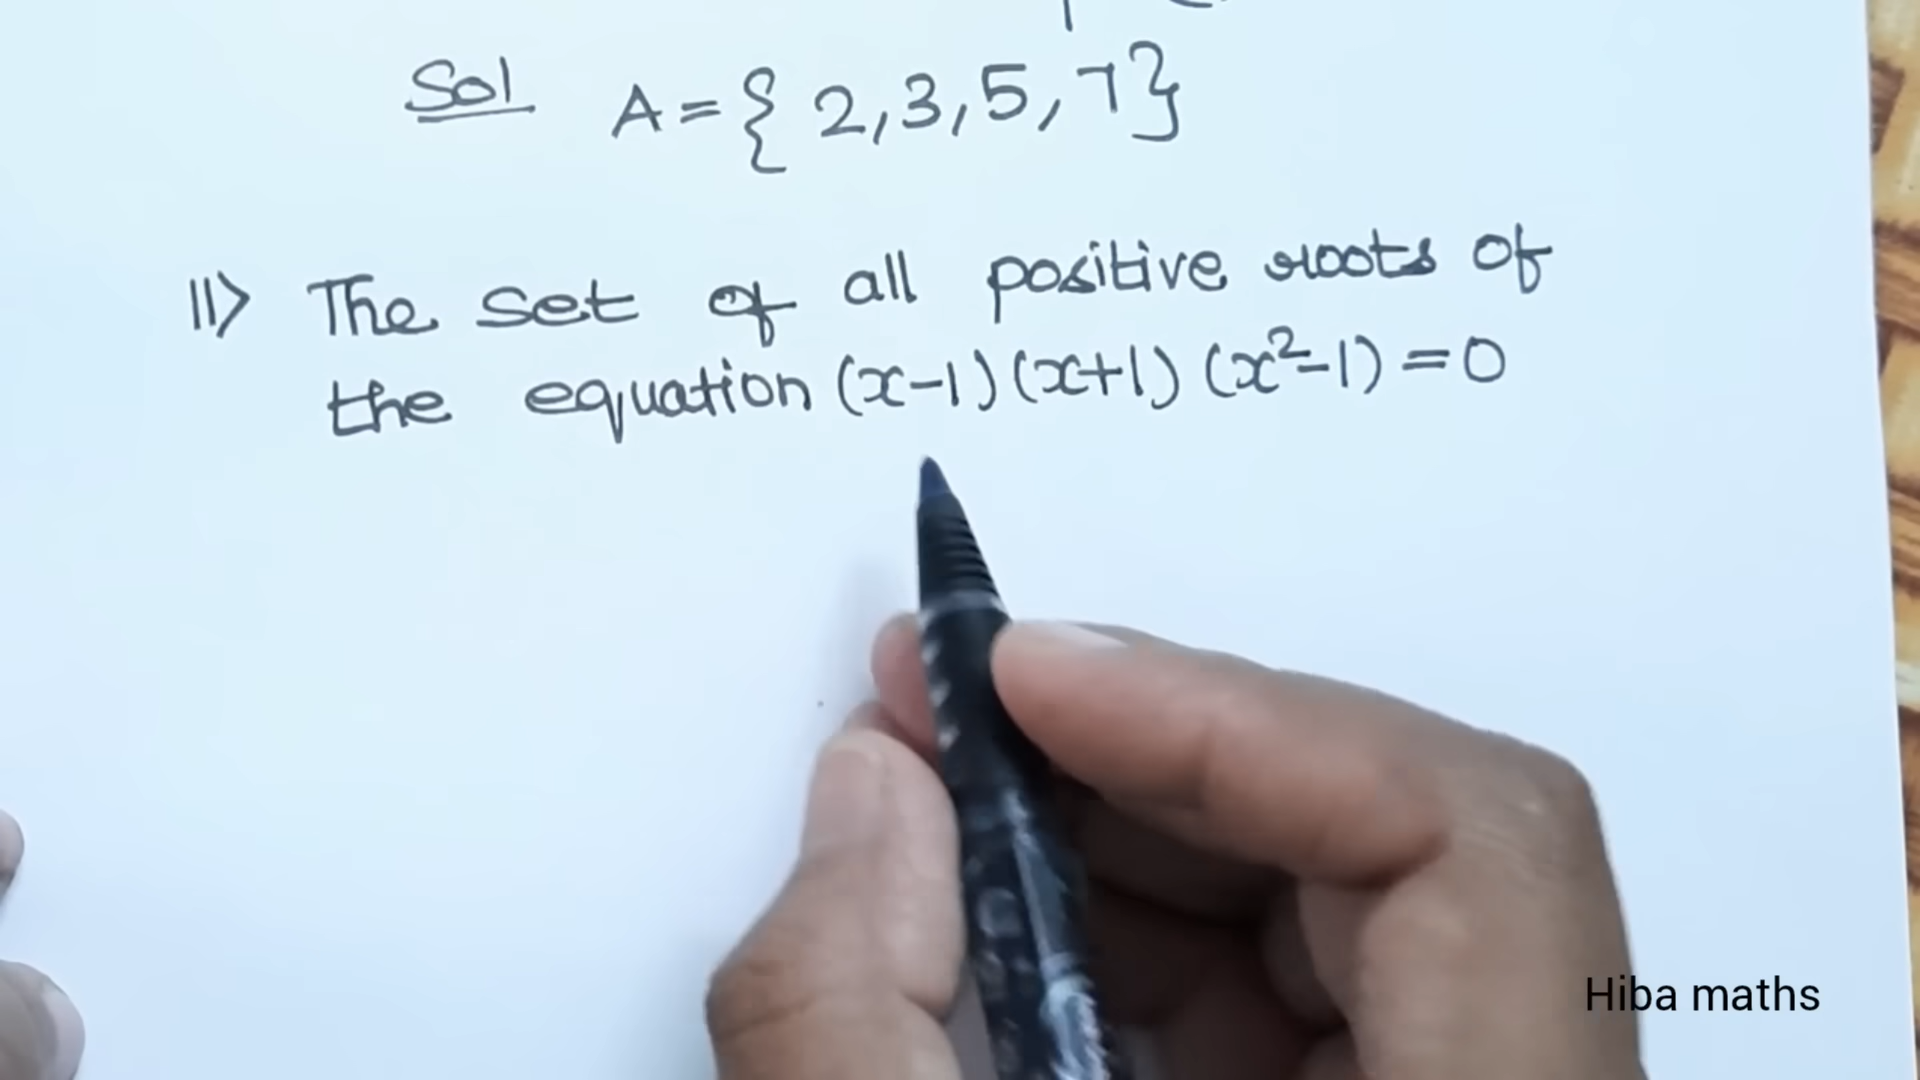 Sol A = { 2, 3, 5, 7 }
11) The set of all positive roots of
the equation (x-1)(x+1)(x²-1) = 0
Hiba maths